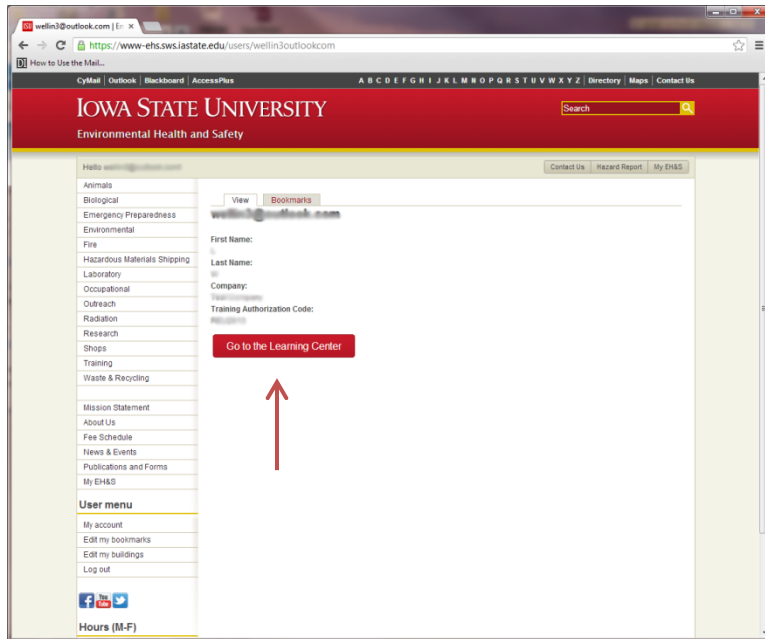 wellin3@outlook.com | En ×
https://www-ehs.sws.iastate.edu/users/wellin3outlookcom
How to Use the Mail...
CyMail | Outlook | Blackboard | AccessPlus
A B C D E F G H I J K L M N O P Q R S T U V W X Y Z | Directory | Maps | Contact Us
IOWA STATE UNIVERSITY
Search
Environmental Health and Safety
Hello
Contact Us
Hazard Report
My EH&S
Animals
Biological
Emergency Preparedness
Environmental
Fire
Hazardous Materials Shipping
Laboratory
Occupational
Outreach
Radiation
Research
Shops
Training
Waste & Recycling
Mission Statement
About Us
Fee Schedule
News & Events
Publications and Forms
My EH&S
User menu
My account
Edit my bookmarks
Edit my buildings
Log out
You Tube
Hours (M-F)
View
Bookmarks
First Name:
Last Name:
Company:
Training Authorization Code:
Go to the Learning Center